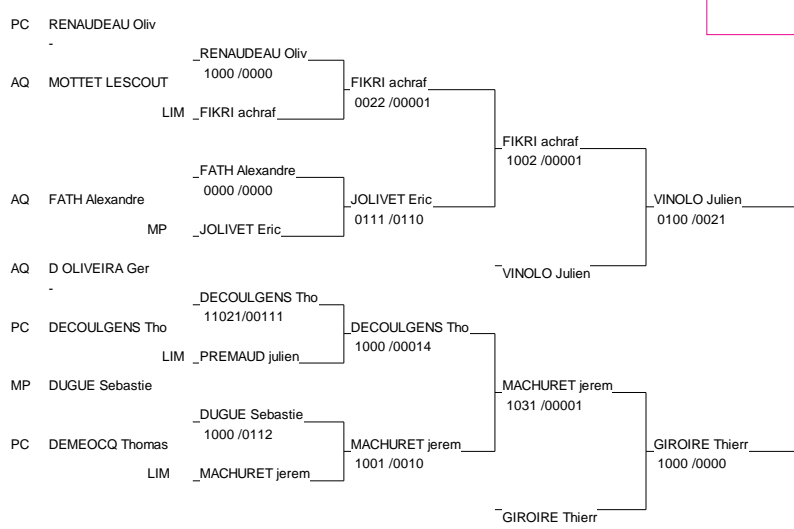 PC RENAUDEAU Oliv
-
_RENAUDEAU Oliv
1000 /0000
AQ MOTTET LESCOUT
FIKRI achraf
0022 /00001
LIM _FIKRI achraf
FIKRI achraf
1002 /00001
_FATH Alexandre
0000 /0000
AQ FATH Alexandre
JOLIVET Eric
0111 /0110
VINOLO Julien
0100 /0021
MP _JOLIVET Eric
AQ D OLIVEIRA Ger
-
VINOLO Julien
_DECOULGENS Tho
11021/00111
PC DECOULGENS Tho
DECOULGENS Tho
1000 /00014
LIM _PREMAUD julien
MP DUGUE Sebastie
MACHURET jerem
1031 /00001
_DUGUE Sebastie
1000 /0112
PC DEMEOCQ Thomas
MACHURET jerem
1001 /0010
GIROIRE Thierr
1000 /0000
LIM _MACHURET jerem
GIROIRE Thierr